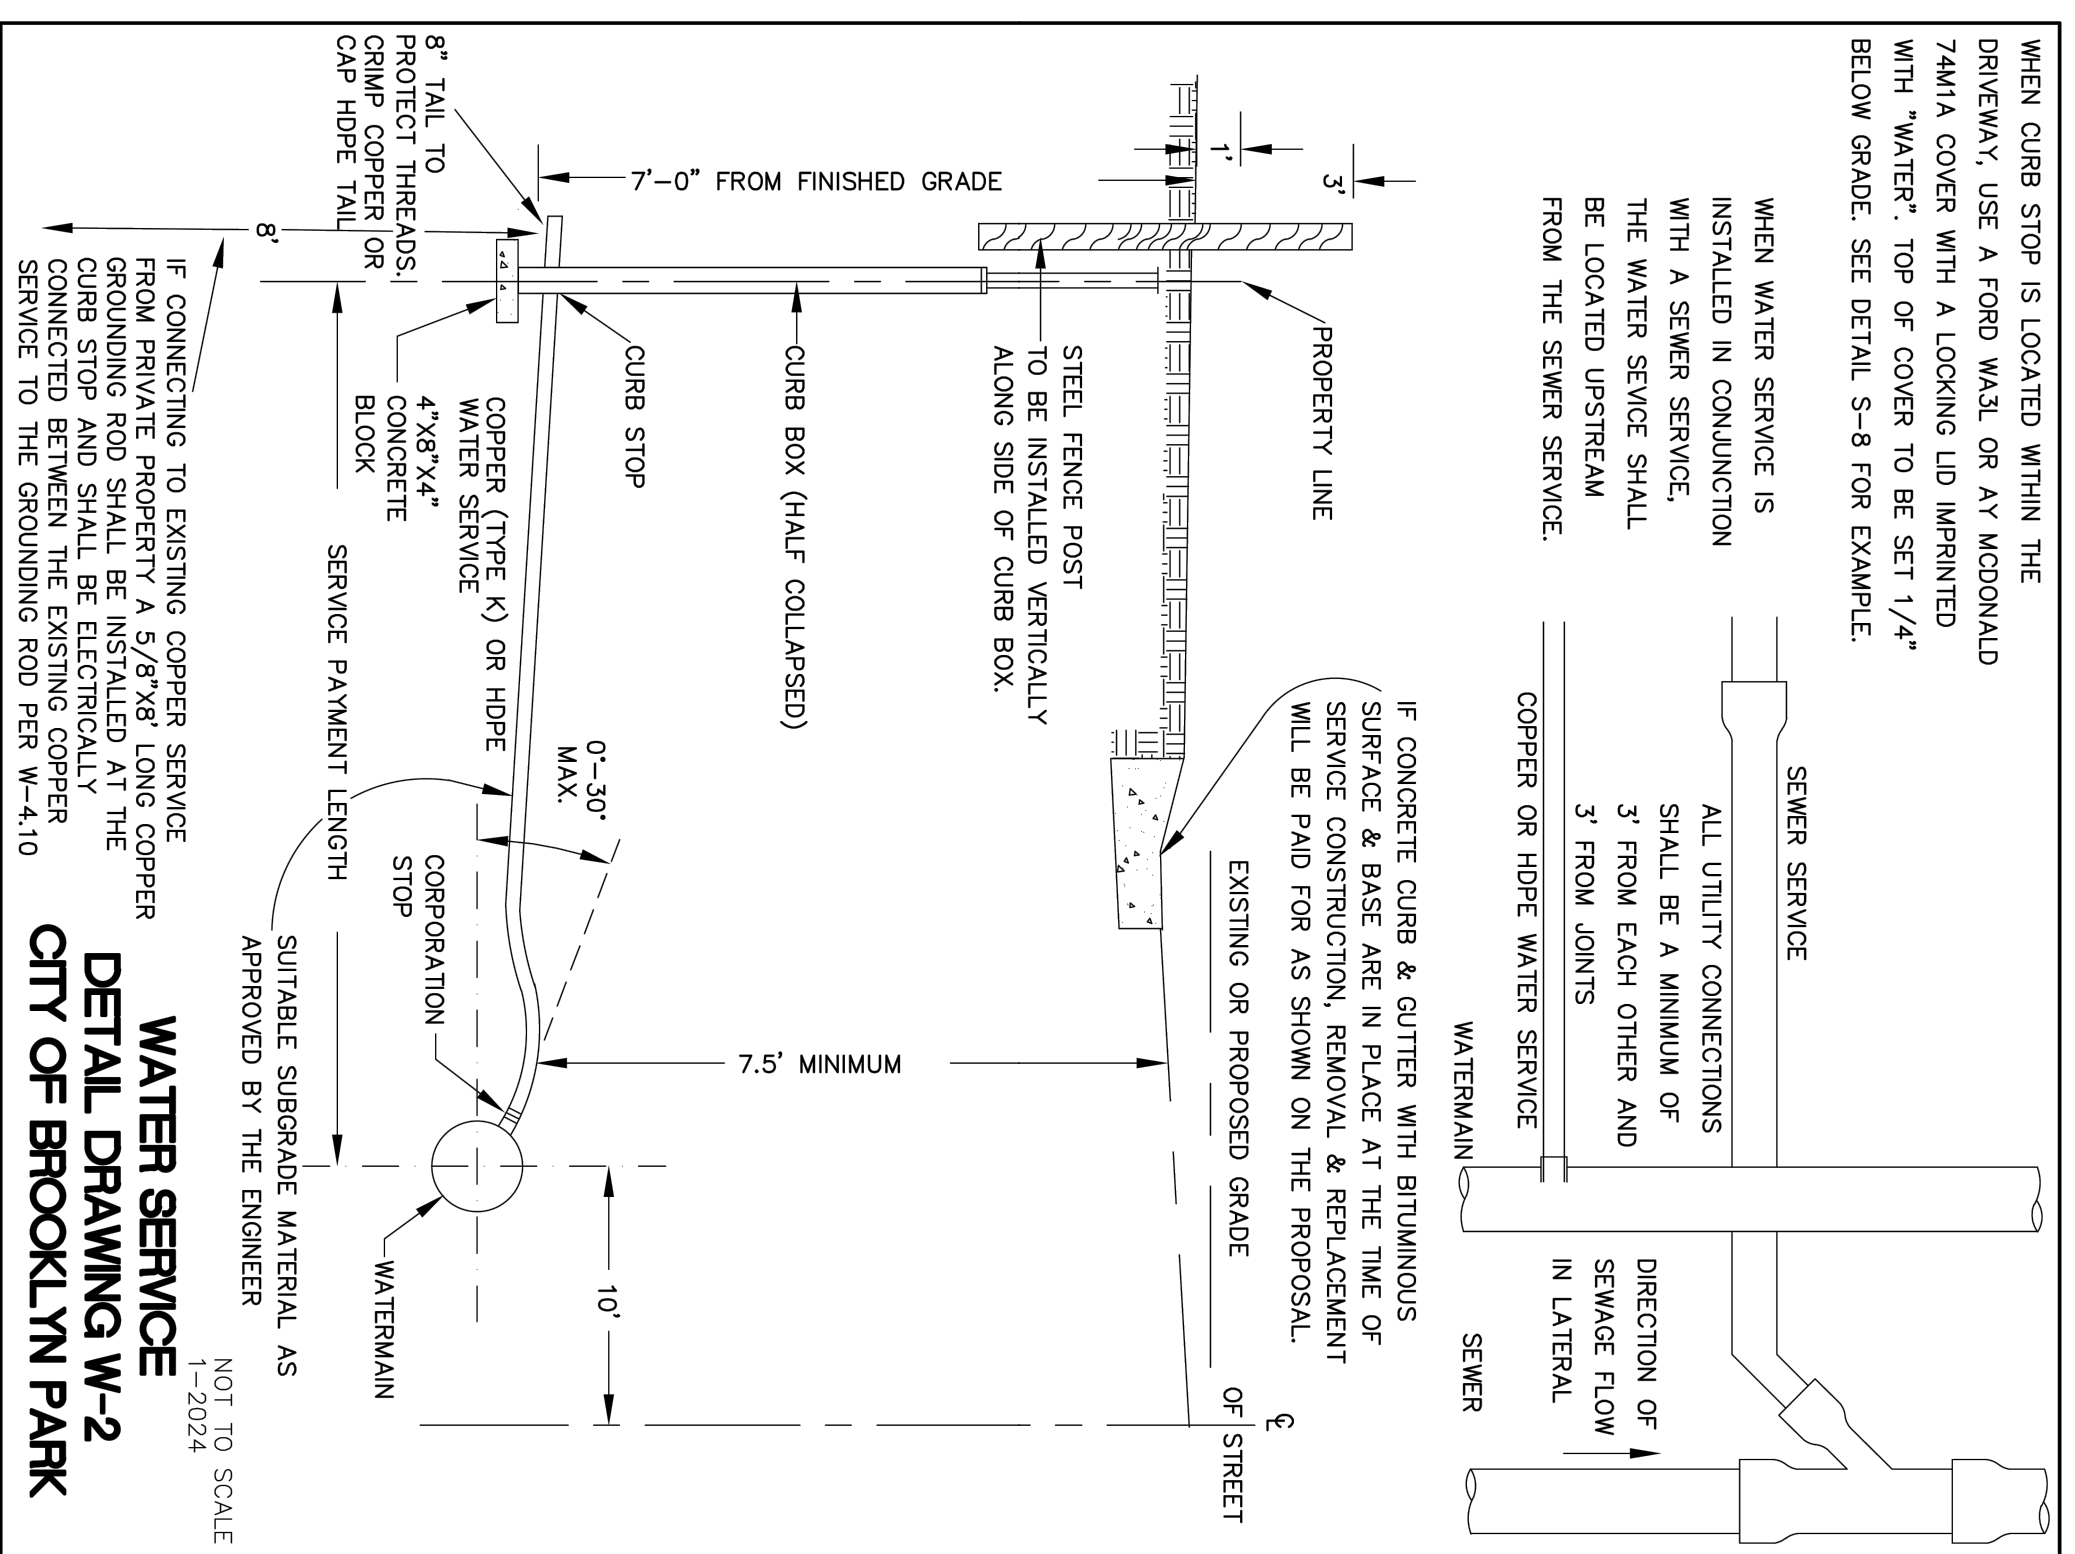 WHEN CURB STOP IS LOCATED WITHIN THE
DRIVEWAY, USE A FORD WA3L OR AY MCDONALD
74M1A COVER WITH A LOCKING LID IMPRINTED
WITH "WATER". TOP OF COVER TO BE SET 1/4"
BELOW GRADE. SEE DETAIL S-8 FOR EXAMPLE.
WHEN WATER SERVICE IS
INSTALLED IN CONJUNCTION
WITH A SEWER SERVICE,
THE WATER SEVICE SHALL
BE LOCATED UPSTREAM
FROM THE SEWER SERVICE.
SEWER SERVICE
ALL UTILITY CONNECTIONS
SHALL BE A MINIMUM OF
3' FROM EACH OTHER AND
3' FROM JOINTS
COPPER OR HDPE WATER SERVICE
WATERMAIN
DIRECTION OF
SEWAGE FLOW
IN LATERAL
SEWER
IF CONCRETE CURB & GUTTER WITH BITUMINOUS
SURFACE & BASE ARE IN PLACE AT THE TIME OF
SERVICE CONSTRUCTION, REMOVAL & REPLACEMENT
WILL BE PAID FOR AS SHOWN ON THE PROPOSAL.
3'
1'
PROPERTY LINE
EXISTING OR PROPOSED GRADE
℄
OF STREET
7'-0" FROM FINISHED GRADE
STEEL FENCE POST
TO BE INSTALLED VERTICALLY
ALONG SIDE OF CURB BOX.
CURB BOX (HALF COLLAPSED)
7.5' MINIMUM
CURB STOP
0°-30°
MAX.
10'
COPPER (TYPE K) OR HDPE
WATER SERVICE
4"X8"X4"
CONCRETE
BLOCK
8" TAIL TO
PROTECT THREADS.
CRIMP COPPER OR
CAP HDPE TAIL
CORPORATION
STOP
WATERMAIN
SERVICE PAYMENT LENGTH
8'
SUITABLE SUBGRADE MATERIAL AS
APPROVED BY THE ENGINEER
IF CONNECTING TO EXISTING COPPER SERVICE
FROM PRIVATE PROPERTY A 5/8"X8' LONG COPPER
GROUNDING ROD SHALL BE INSTALLED AT THE
CURB STOP AND SHALL BE ELECTRICALLY
CONNECTED BETWEEN THE EXISTING COPPER
SERVICE TO THE GROUNDING ROD PER W-4.10
NOT TO SCALE
1-2024
WATER SERVICE
DETAIL DRAWING W-2
CITY OF BROOKLYN PARK